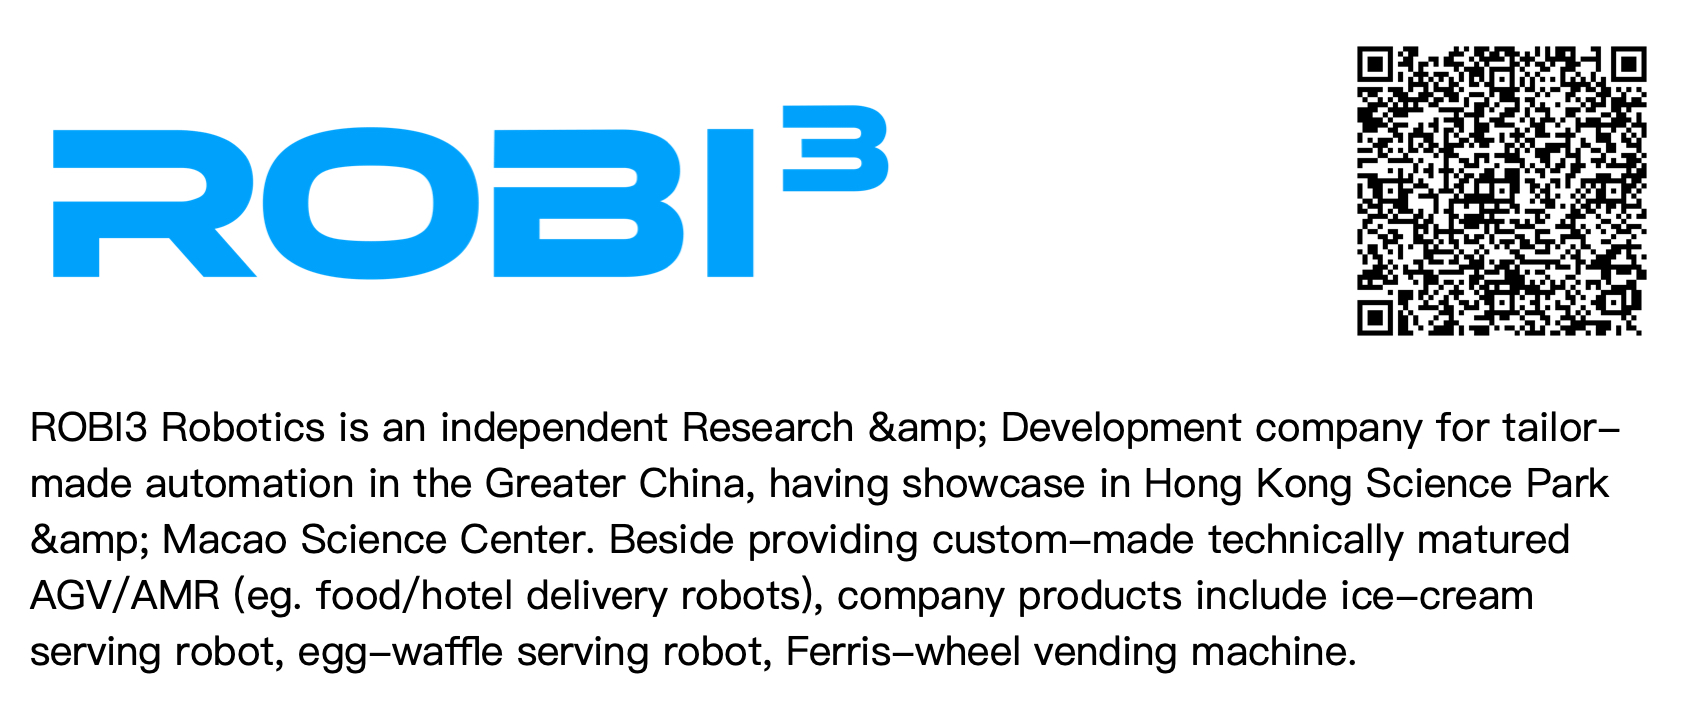 ROBI³
ROBI3 Robotics is an independent Research &amp; Development company for tailor-
made automation in the Greater China, having showcase in Hong Kong Science Park
&amp; Macao Science Center. Beside providing custom-made technically matured
AGV/AMR (eg. food/hotel delivery robots), company products include ice-cream
serving robot, egg-waffle serving robot, Ferris-wheel vending machine.